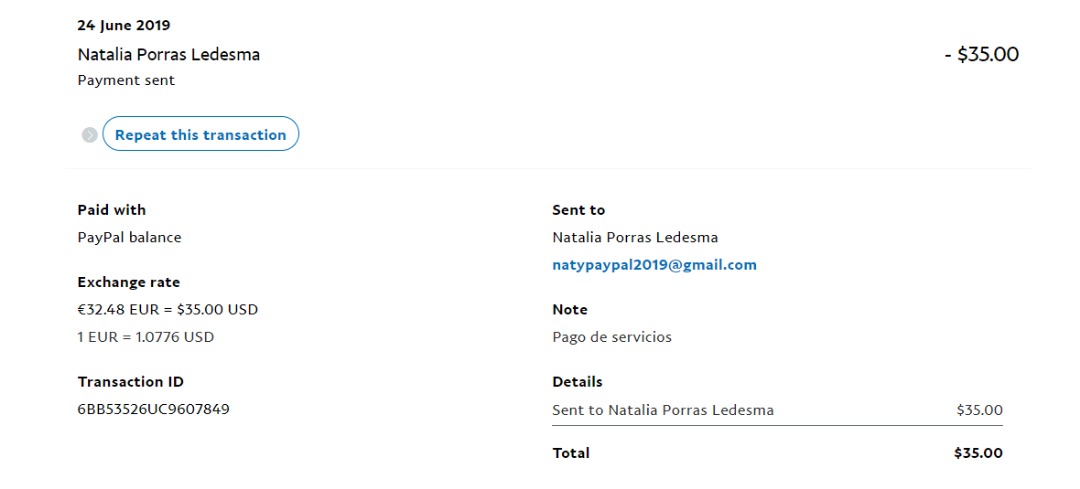 24 June 2019
Natalia Porras Ledesma
- $35.00
Payment sent
Repeat this transaction
Paid with
PayPal balance
Exchange rate
€32.48 EUR = $35.00 USD
1 EUR = 1.0776 USD
Transaction ID
6BB53526UC9607849
Sent to
Natalia Porras Ledesma
natypaypal2019@gmail.com
Note
Pago de servicios
Details
Sent to Natalia Porras Ledesma $35.00
Total $35.00